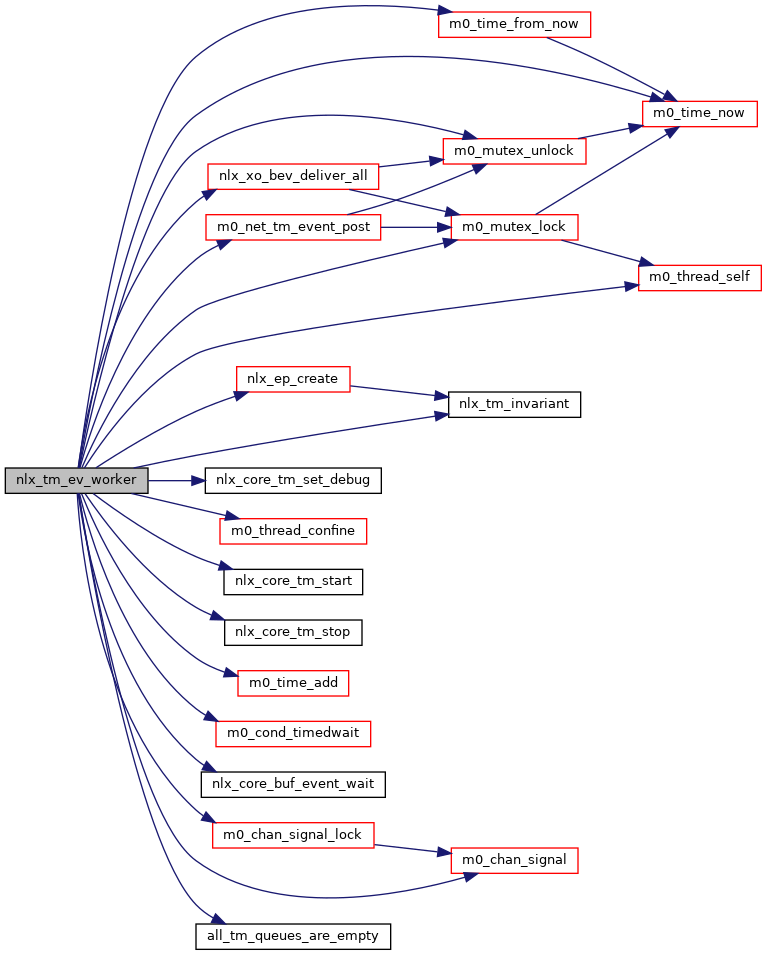 m0_time_from_now
m0_time_now
m0_mutex_unlock
nlx_xo_bev_deliver_all
m0_net_tm_event_post
m0_mutex_lock
m0_thread_self
nlx_ep_create
nlx_tm_invariant
nlx_tm_ev_worker
nlx_core_tm_set_debug
m0_thread_confine
nlx_core_tm_start
nlx_core_tm_stop
m0_time_add
m0_cond_timedwait
nlx_core_buf_event_wait
m0_chan_signal_lock
m0_chan_signal
all_tm_queues_are_empty